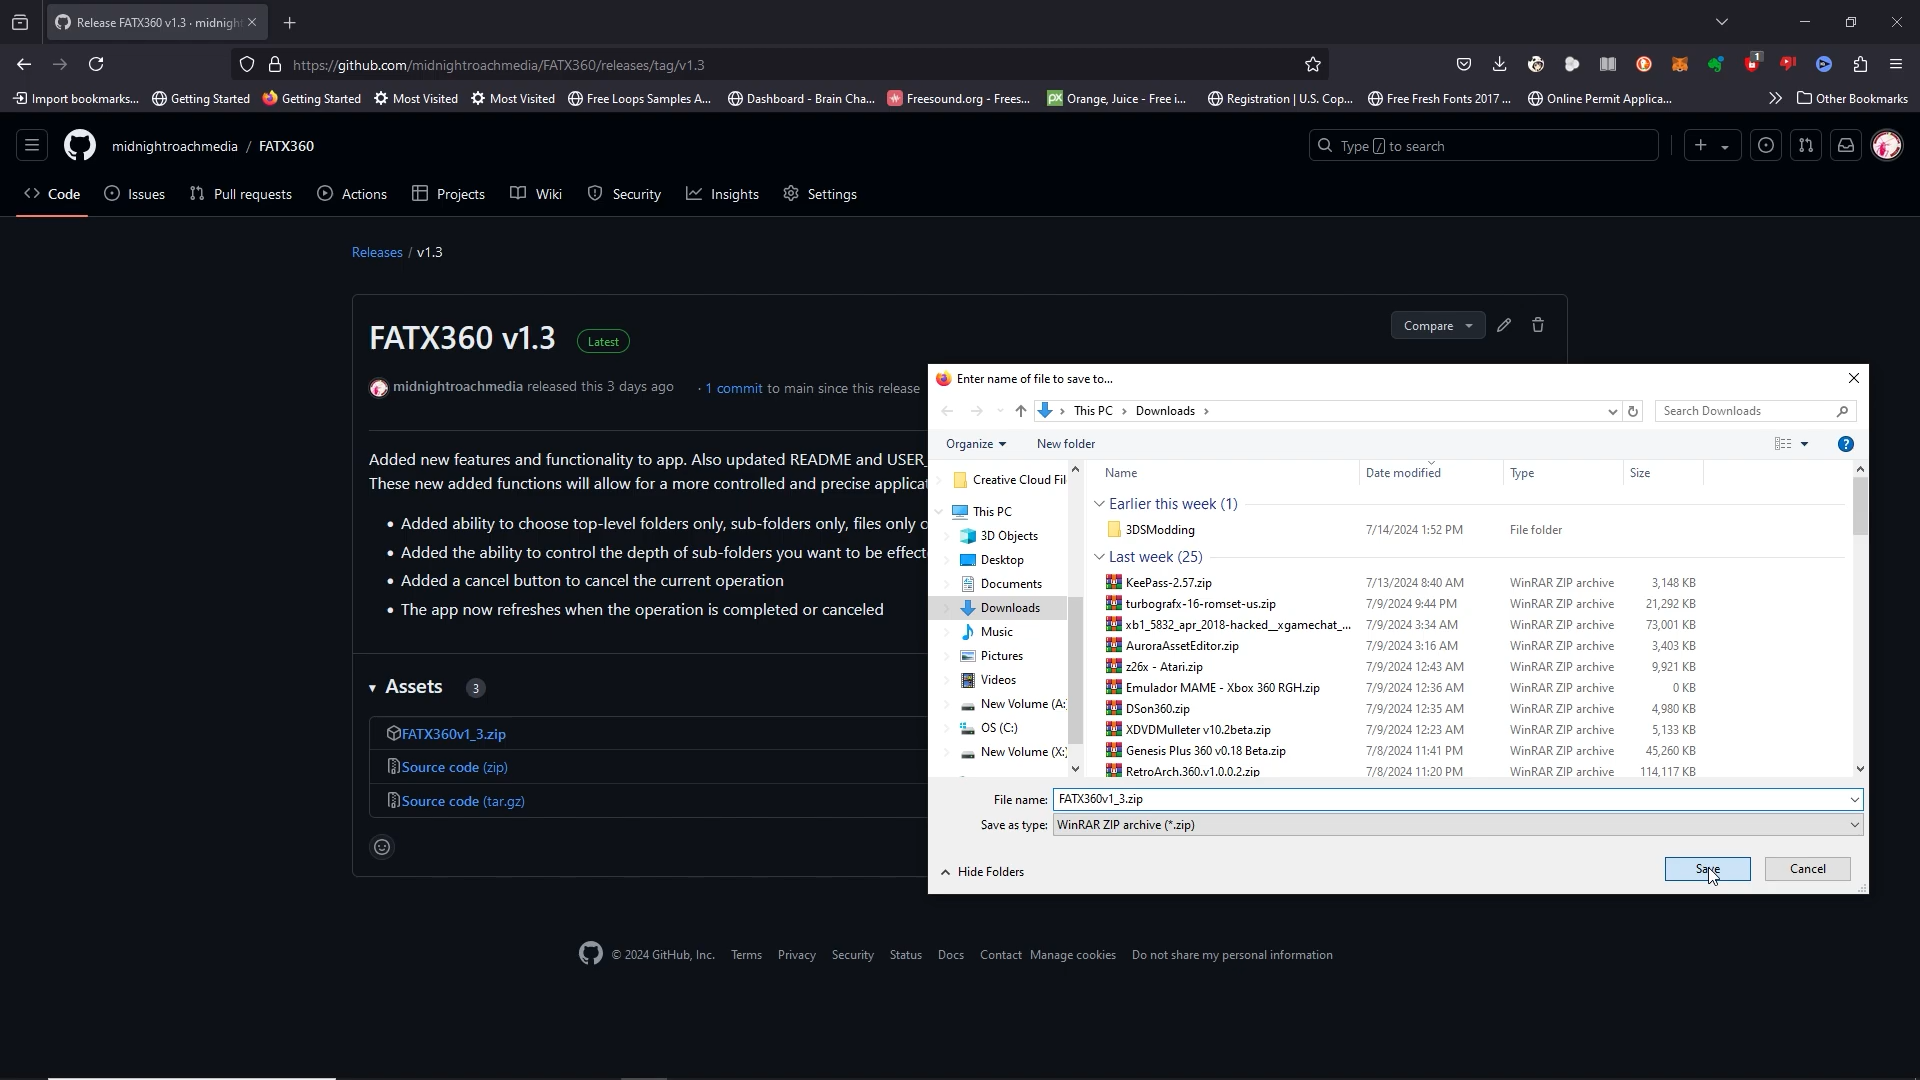 Release FATX360 v1.3 · midnigh
https://github.com/midnightroachmedia/FATX360/releases/tag/v1.3
1
Import bookmarks...
Getting Started
Getting Started
Most Visited
Most Visited
Free Loops Samples A...
Dashboard - Brain Cha...
Freesound.org - Frees...
px
Orange, Juice - Free i...
Registration | U.S. Cop...
Free Fresh Fonts 2017 ...
Online Permit Applica...
Other Bookmarks
midnightroachmedia / FATX360
Type / to search
Code
Issues
Pull requests
Actions
Projects
Wiki
Security
Insights
Settings
Releases / v1.3
FATX360 v1.3
Latest
Compare
midnightroachmedia released this 3 days ago
· 1 commit to main since this release
Added new features and functionality to app. Also updated README and USER_
These new added functions will allow for a more controlled and precise applicat
• Added ability to choose top-level folders only, sub-folders only, files only o
• Added the ability to control the depth of sub-folders you want to be effect
• Added a cancel button to cancel the current operation
• The app now refreshes when the operation is completed or canceled
Assets 3
FATX360v1_3.zip
Source code (zip)
Source code (tar.gz)
Enter name of file to save to...
This PC > Downloads >
Search Downloads
Organize
New folder
?
Creative Cloud Fil
This PC
3D Objects
Desktop
Documents
Downloads
Music
Pictures
Videos
New Volume (A:
OS (C:)
New Volume (X:
Name Date modified Type Size
Earlier this week (1)
3DSModding 7/14/2024 1:52 PM File folder
Last week (25)
KeePass-2.57.zip 7/13/2024 8:40 AM WinRAR ZIP archive 3,148 KB
turbografx-16-romset-us.zip 7/9/2024 9:44 PM WinRAR ZIP archive 21,292 KB
xb1_5832_apr_2018-hacked__xgamechat_... 7/9/2024 3:34 AM WinRAR ZIP archive 73,001 KB
AuroraAssetEditor.zip 7/9/2024 3:16 AM WinRAR ZIP archive 3,403 KB
z26x - Atari.zip 7/9/2024 12:43 AM WinRAR ZIP archive 9,921 KB
Emulador MAME - Xbox 360 RGH.zip 7/9/2024 12:36 AM WinRAR ZIP archive 0 KB
DSon360.zip 7/9/2024 12:35 AM WinRAR ZIP archive 4,980 KB
XDVDMulleter v10.2beta.zip 7/9/2024 12:23 AM WinRAR ZIP archive 5,133 KB
Genesis Plus 360 v0.18 Beta.zip 7/8/2024 11:41 PM WinRAR ZIP archive 45,260 KB
RetroArch.360.v1.0.0.2.zip 7/8/2024 11:20 PM WinRAR ZIP archive 114,117 KB
File name: FATX360v1_3.zip
Save as type: WinRAR ZIP archive (*.zip)
Hide Folders
Save
Cancel
© 2024 GitHub, Inc. Terms Privacy Security Status Docs Contact Manage cookies Do not share my personal information